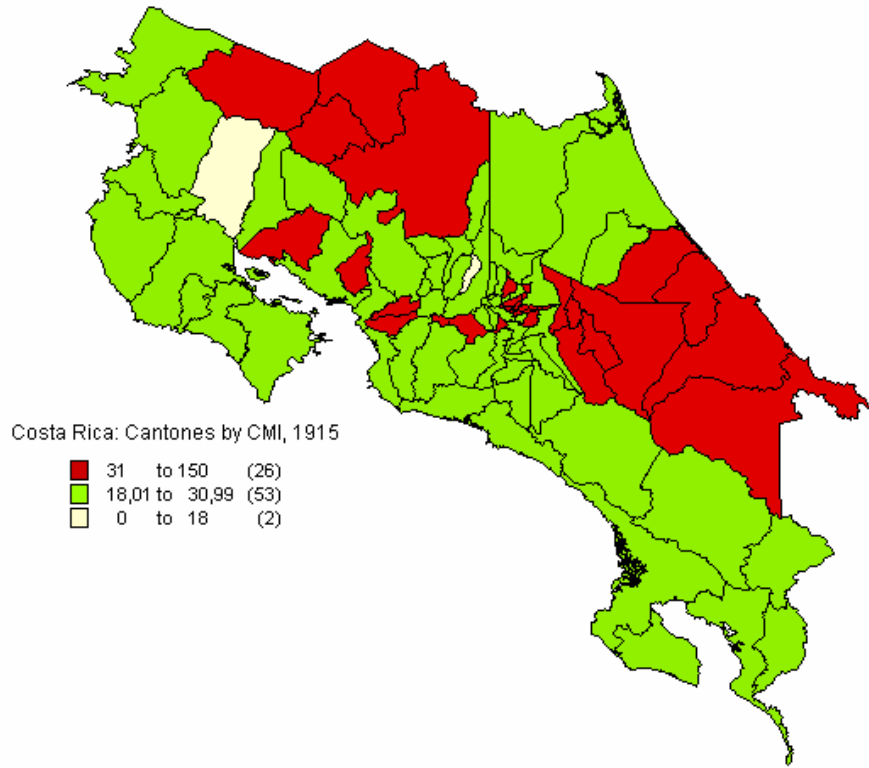 Costa Rica: Cantones by CMI, 1915
31 to 150 (26)
18,01 to 30,99 (53)
0 to 18 (2)